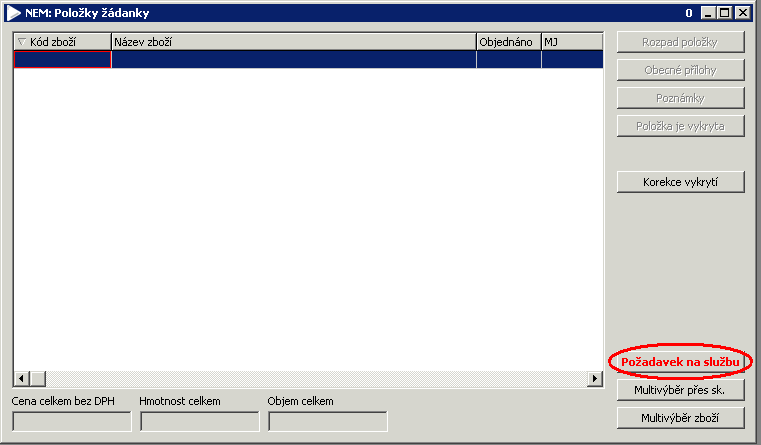 NEM: Položky žádanky 0
Kód zboží Název zboží Objednáno MJ
Rozpad položky
Obecné přílohy
Poznámky
Položka je vykryta
Korekce vykrytí
Požadavek na službu
Multivýběr přes sk.
Multivýběr zboží
Cena celkem bez DPH Hmotnost celkem Objem celkem